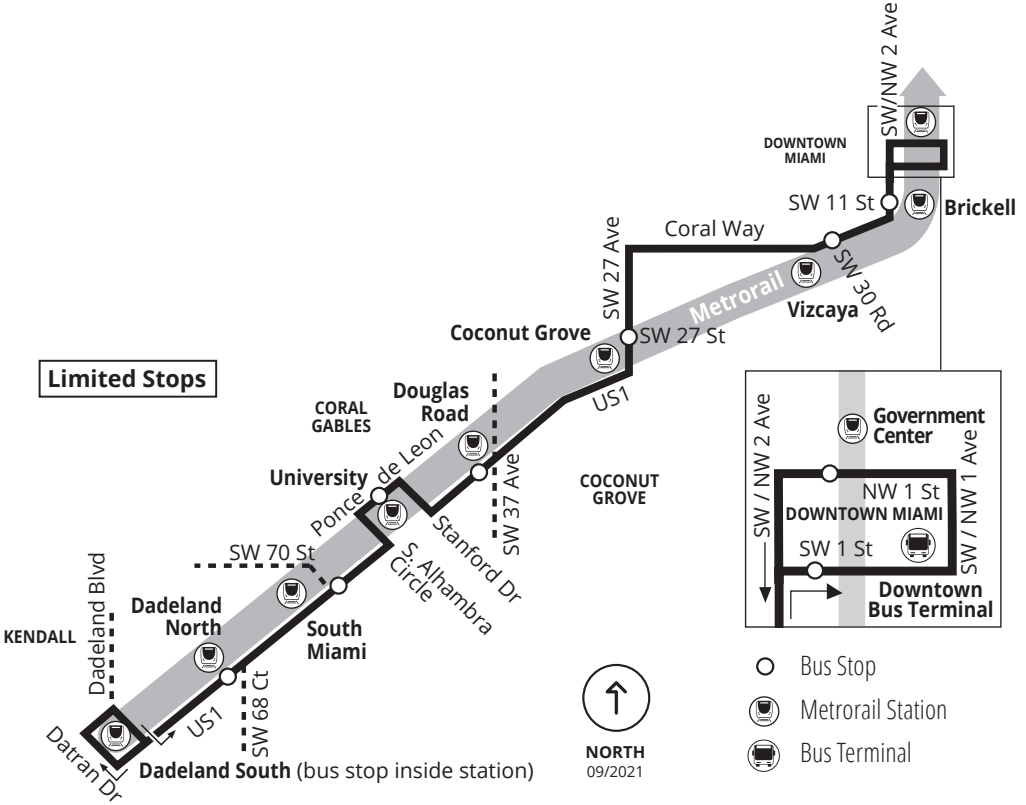 SW/NW 2 Ave
DOWNTOWN
MIAMI
SW 11 St
Brickell
Coral Way
SW 27 Ave
SW 30 Rd
Metrorail
Vizcaya
Coconut Grove
SW 27 St
Limited Stops
Douglas
Road
US1
CORAL
GABLES
Ponce de Leon
University
COCONUT
GROVE
SW 37 Ave
Stanford Dr
S. Alhambra
Circle
SW 70 St
Dadeland Blvd
Dadeland
North
South
Miami
KENDALL
SW 68 Ct
US1
Datran Dr
Dadeland South (bus stop inside station)
NORTH
09/2021
SW / NW 2 Ave
Government
Center
SW / NW 1 Ave
NW 1 St
DOWNTOWN MIAMI
SW 1 St
Downtown
Bus Terminal
Bus Stop
Metrorail Station
Bus Terminal